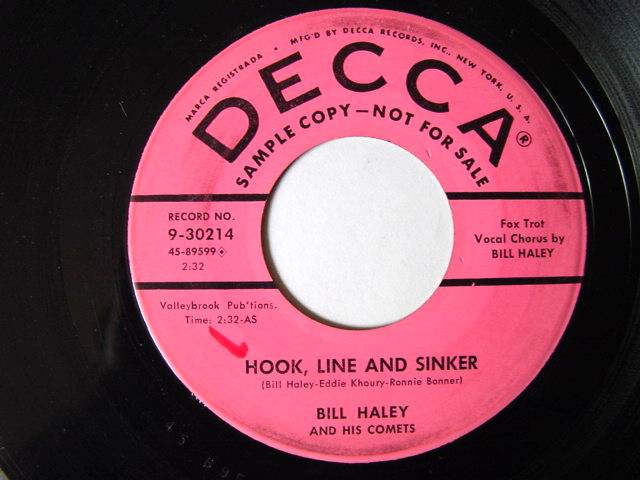 MARCA REGISTRADA • MFG'D BY DECCA RECORDS, INC., NEW YORK, U. S. A.
DECCA®
SAMPLE COPY—NOT FOR SALE
RECORD NO.
9-30214
45-89599
2:32
Fox Trot
Vocal Chorus by
BILL HALEY
Valleybrook Pub'tions.
Time: 2:32-AS
HOOK, LINE AND SINKER
(Bill Haley-Eddie Khoury-Ronnie Bonner)
BILL HALEY
AND HIS COMETS